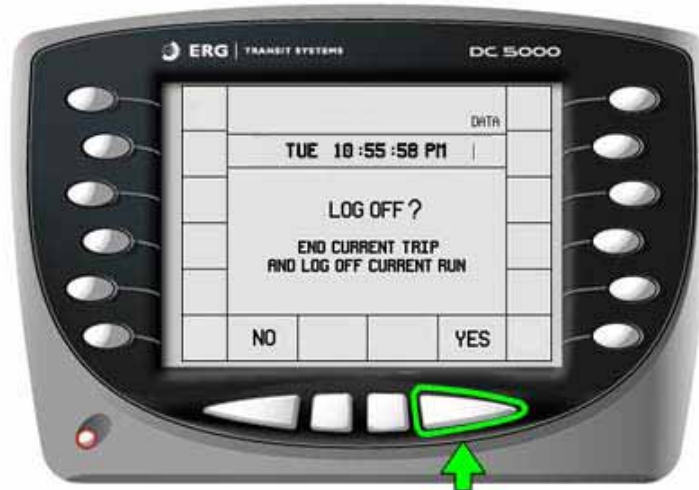 ERG | TRANSIT SYSTEMS DC 5000
DATA
TUE 10:55:58 PM |
LOG OFF ?
END CURRENT TRIP
AND LOG OFF CURRENT RUN
NO YES